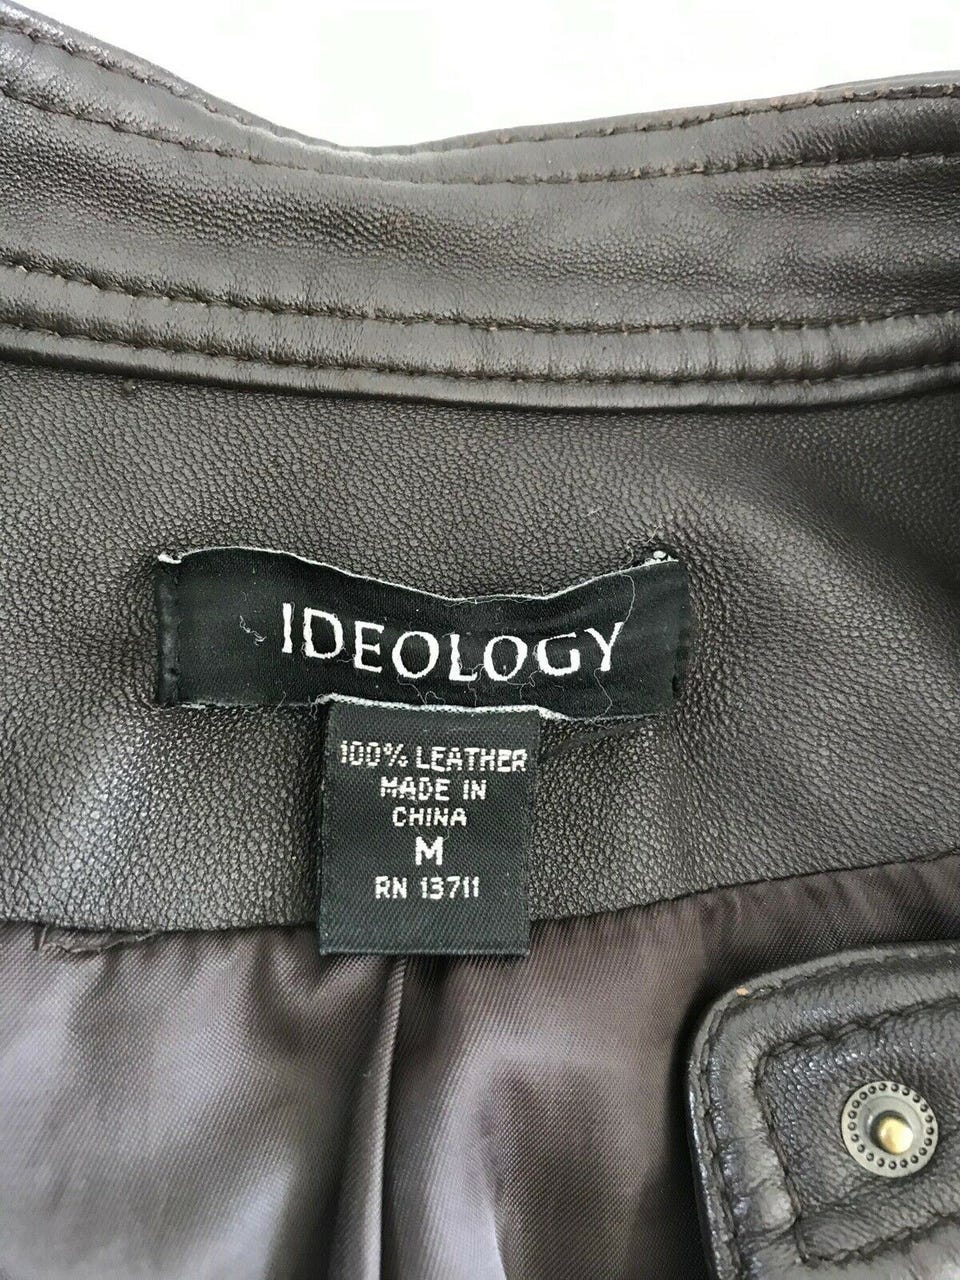 IDEOLOGY
100% LEATHER
MADE IN
CHINA
M
RN 13711